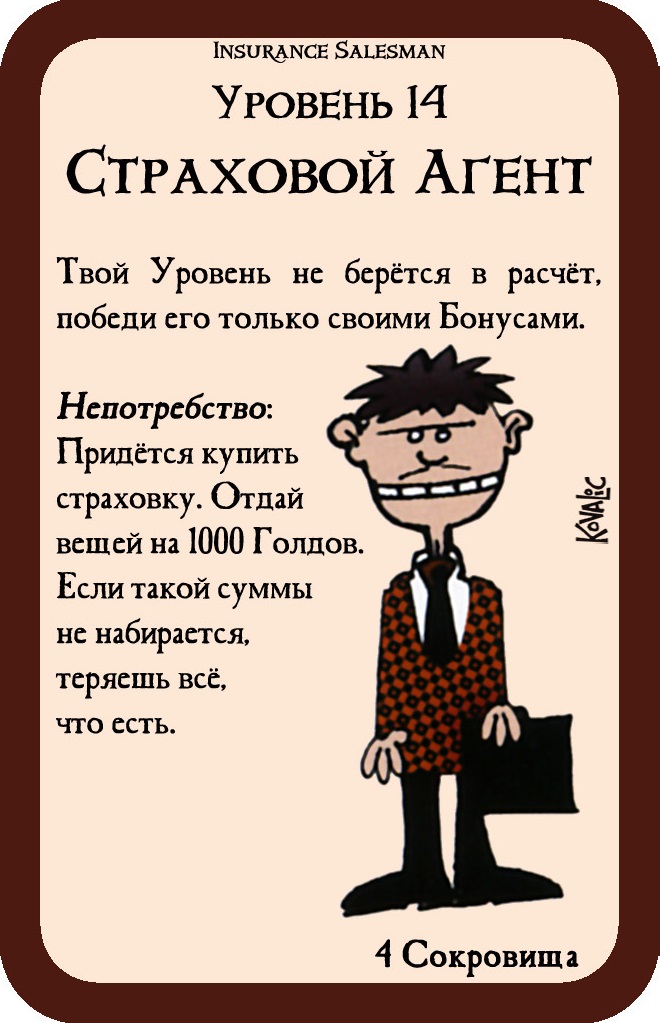 Insurance Salesman
Уровень 14
Страховой Агент
Твой Уровень не берётся в расчёт,
победи его только своими Бонусами.
Непотребство:
Придётся купить
страховку. Отдай
вещей на 1000 Голдов.
Если такой суммы
не набирается,
теряешь всё,
что есть.
Kovalic
4 Сокровища